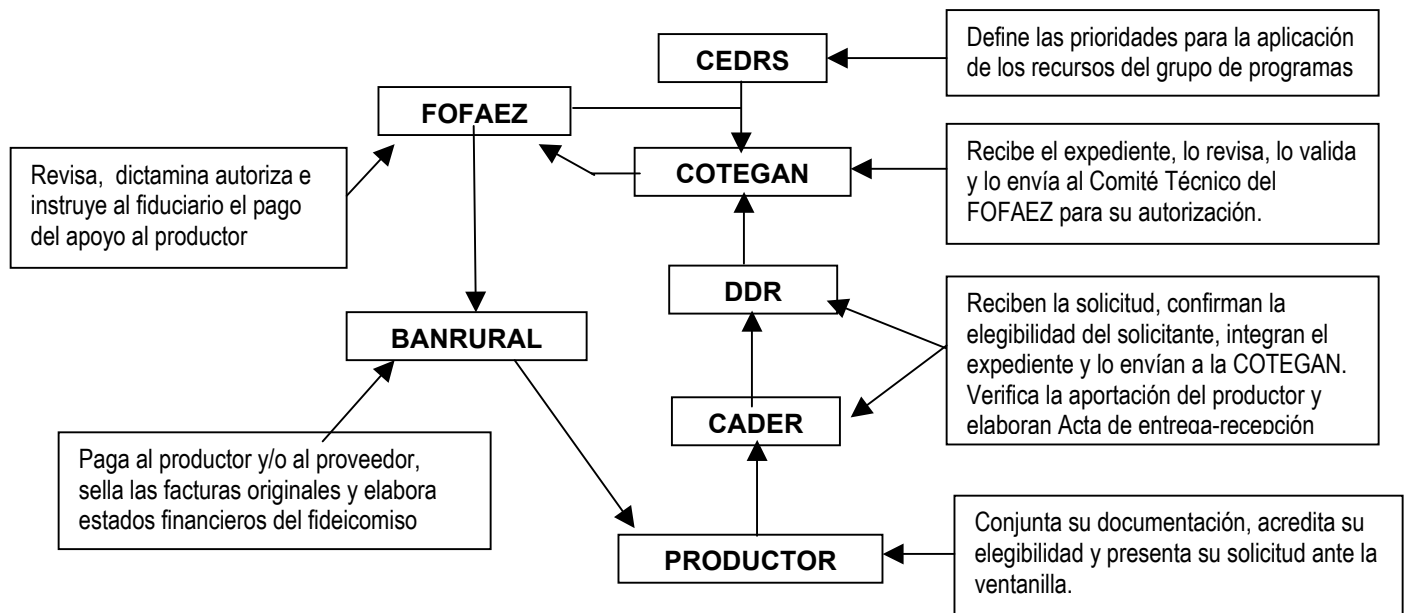 CEDRS
Define las prioridades para la aplicación
de los recursos del grupo de programas
FOFAEZ
COTEGAN
Recibe el expediente, lo revisa, lo valida
y lo envía al Comité Técnico del
FOFAEZ para su autorización.
Revisa, dictamina autoriza e
instruye al fiduciario el pago
del apoyo al productor
DDR
Reciben la solicitud, confirman la
elegibilidad del solicitante, integran el
expediente y lo envían a la COTEGAN.
Verifica la aportación del productor y
elaboran Acta de entrega-recepción
BANRURAL
CADER
Paga al productor y/o al proveedor,
sella las facturas originales y elabora
estados financieros del fideicomiso
PRODUCTOR
Conjunta su documentación, acredita su
elegibilidad y presenta su solicitud ante la
ventanilla.